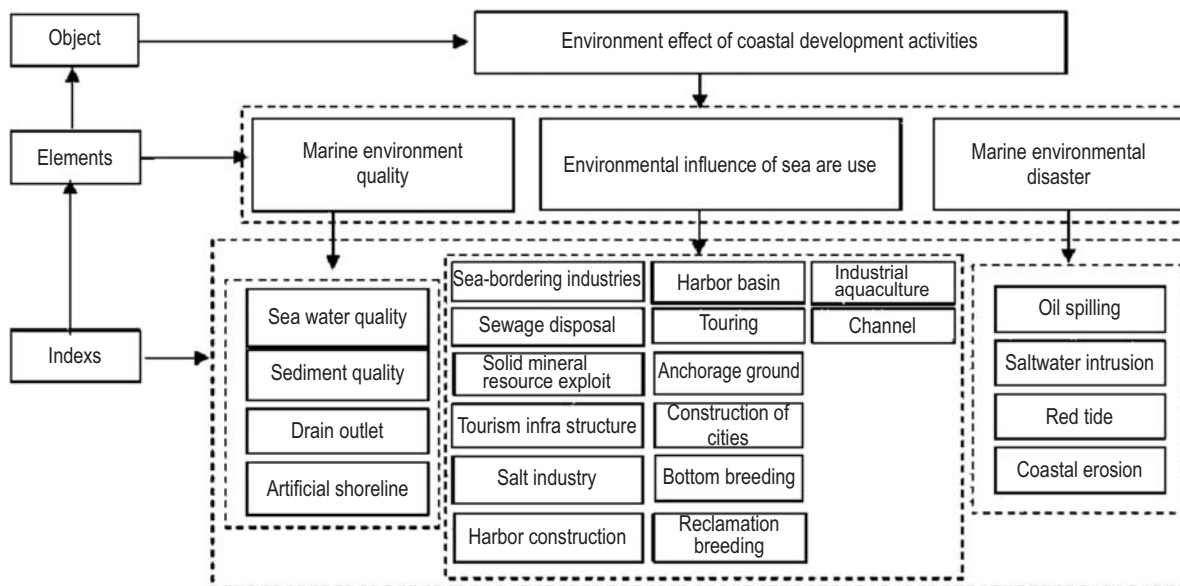 Object
Environment effect of coastal development activities
Elements
Marine environment
quality
Environmental influence of sea are use
Marine environmental
disaster
Indexs
Sea water quality
Sediment quality
Drain outlet
Artificial shoreline
Sea-bordering industries
Sewage disposal
Solid mineral
resource exploit
Tourism infra structure
Salt industry
Harbor construction
Harbor basin
Touring
Anchorage ground
Construction of
cities
Bottom breeding
Reclamation
breeding
Industrial
aquaculture
Channel
Oil spilling
Saltwater intrusion
Red tide
Coastal erosion